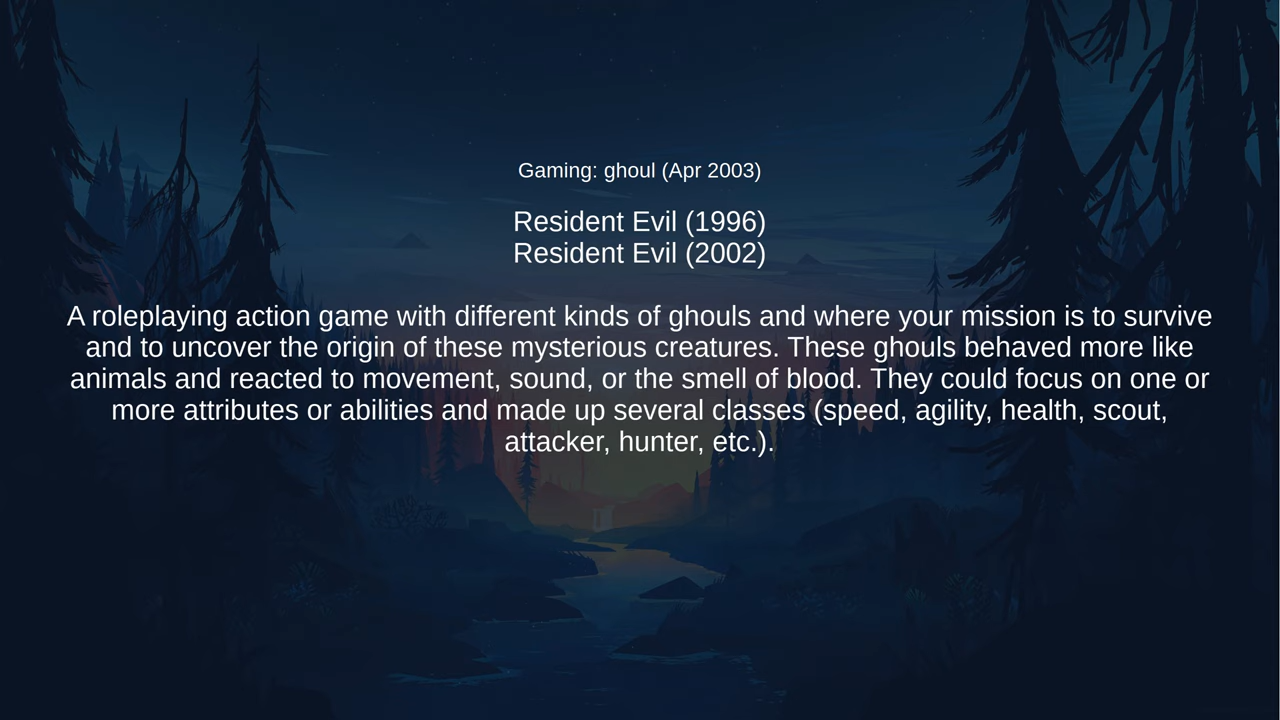 Gaming: ghoul (Apr 2003)
Resident Evil (1996)
Resident Evil (2002)
A roleplaying action game with different kinds of ghouls and where your mission is to survive
and to uncover the origin of these mysterious creatures. These ghouls behaved more like
animals and reacted to movement, sound, or the smell of blood. They could focus on one or
more attributes or abilities and made up several classes (speed, agility, health, scout,
attacker, hunter, etc.).